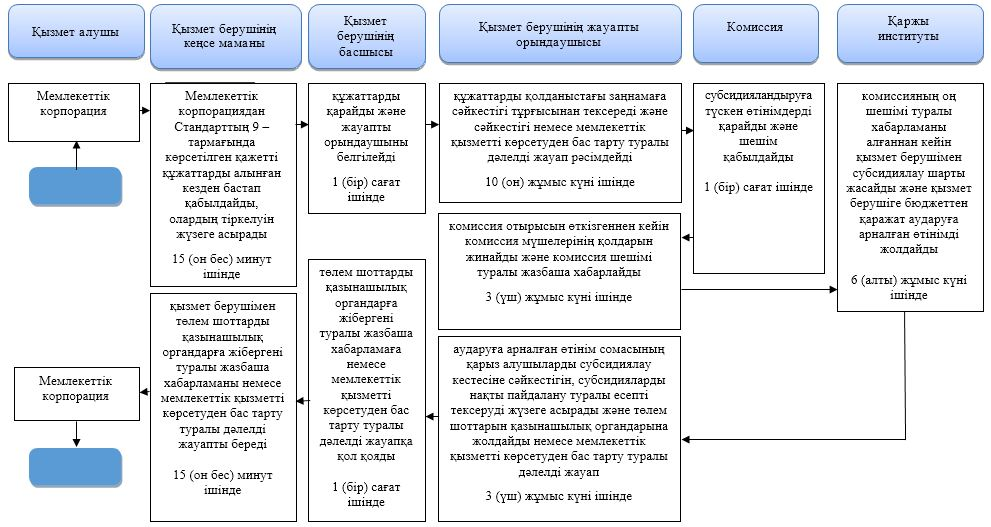 Қызмет алушы
Қызмет берушінің
кеңсе маманы
Қызмет
берушінің
басшысы
Қызмет берушінің жауапты
орындаушысы
Комиссия
Қаржы
институты
Мемлекеттік
корпорация
Мемлекеттік
корпорациядан
Стандарттың 9 –
тармағында
көрсетілген қажетті
құжаттарды алынған
кезден бастап
қабылдайды,
олардың тіркелуін
жүзеге асырады
15 (он бес) минут
ішінде
құжаттарды
қарайды және
жауапты
орындаушыны
белгілейді
1 (бір) сағат
ішінде
құжаттарды қолданыстағы заңнамаға
сәйкестігі тұрғысынан тексереді және
сәйкестігі немесе мемлекеттік
қызметті көрсетуден бас тарту туралы
дәлелді жауап рәсімдейді
10 (он) жұмыс күні ішінде
субсидияландыруға
түскен өтінімдерді
қарайды және
шешім
қабылдайды
1 (бір) сағат ішінде
комиссияның оң
шешімі туралы
хабарламаны
алғаннан кейін
қызмет берушімен
субсидиялау шарты
жасайды және қызмет
берушіге бюджеттен
қаражат аударуға
арналған өтінімді
жолдайды
6 (алты) жұмыс күні
ішінде
комиссия отырысын өткізгеннен кейін
комиссия мүшелерінің қолдарын
жинайды және комиссия шешімі
туралы жазбаша хабарлайды
3 (үш) жұмыс күні ішінде
аударуға арналған өтінім сомасының
қарыз алушыларды субсидиялау
кестесіне сәйкестігін, субсидияларды
нақты пайдалану туралы есепті
тексеруді жүзеге асырады және төлем
шоттарын қазынашылық органдарына
жолдайды немесе мемлекеттік
қызметті көрсетуден бас тарту туралы
дәлелді жауап
3 (үш) жұмыс күні ішінде
төлем шоттарды
қазынашылық
органдарға
жібергені
туралы жазбаша
хабарламаға
немесе
мемлекеттік
қызметті
көрсетуден бас
тарту туралы
дәлелді жауапқа
қол қояды
1 (бір) сағат
ішінде
қызмет берушімен
төлем шоттарды
қазынашылық
органдарға жібергені
туралы жазбаша
хабарламаны немесе
мемлекетік қызметті
көрсетуден бас тарту
туралы дәлелді
жауапты береді
15 (он бес) минут
ішінде
Мемлекеттік
корпорация